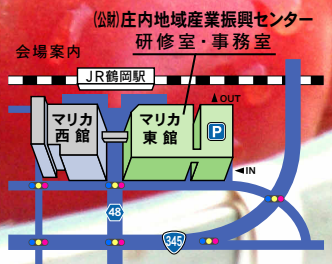 (公財)庄内地域産業振興センター
研修室・事務室
会場案内
JR鶴岡駅
OUT
マリカ
西館
マリカ
東館
P
IN
48
345